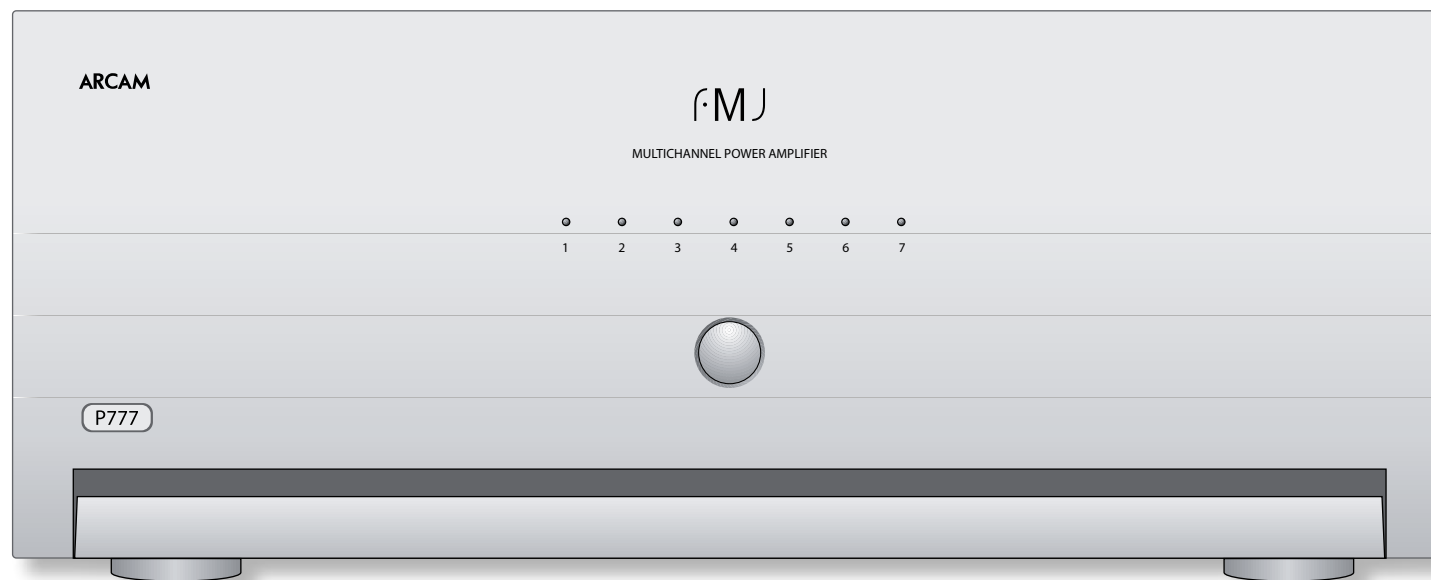 ARCAM
FMJ
MULTICHANNEL POWER AMPLIFIER
1 2 3 4 5 6 7
P777